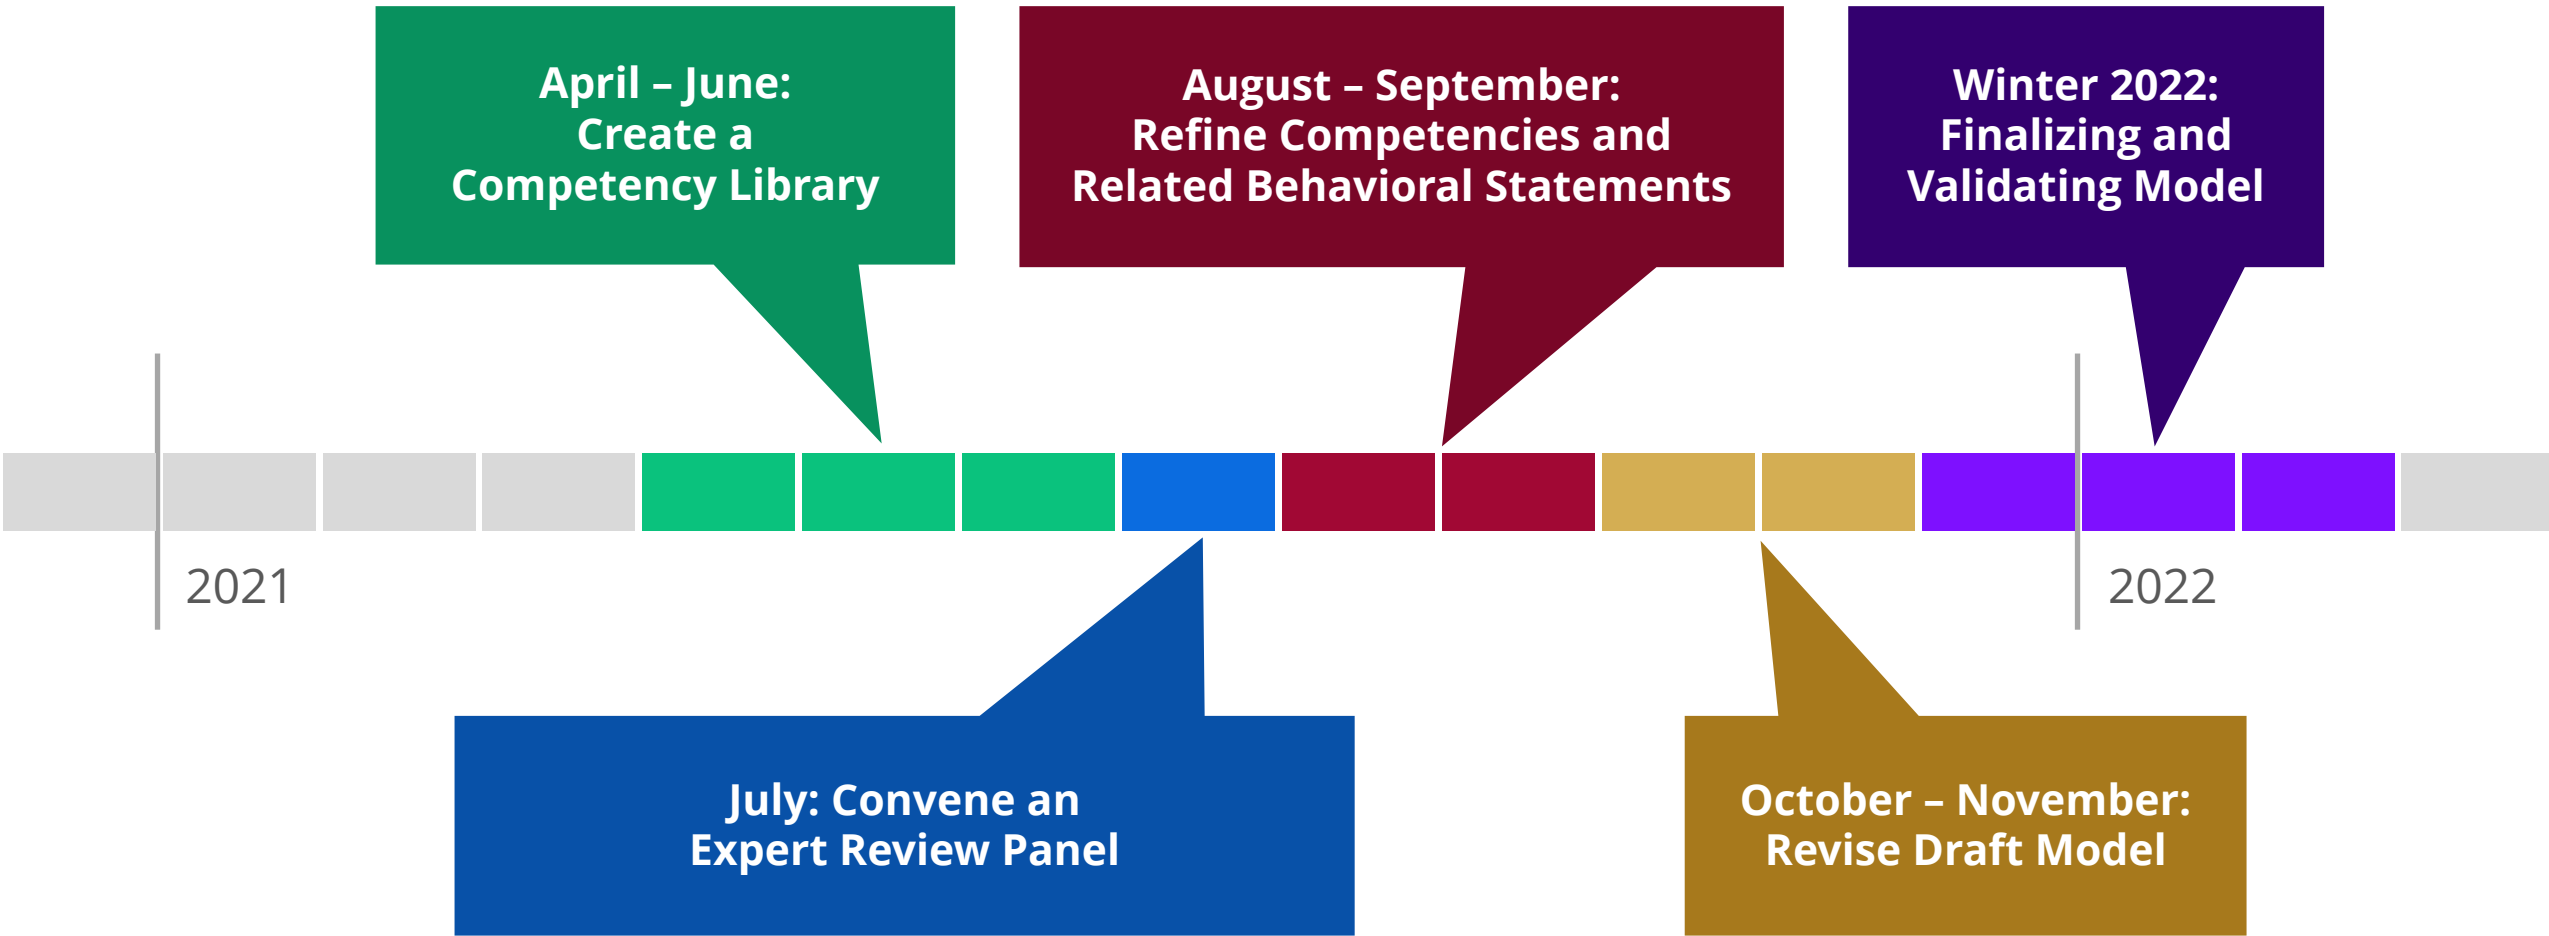 April – June:
Create a
Competency Library
August – September:
Refine Competencies and
Related Behavioral Statements
Winter 2022:
Finalizing and
Validating Model
2021
2022
July: Convene an
Expert Review Panel
October – November:
Revise Draft Model